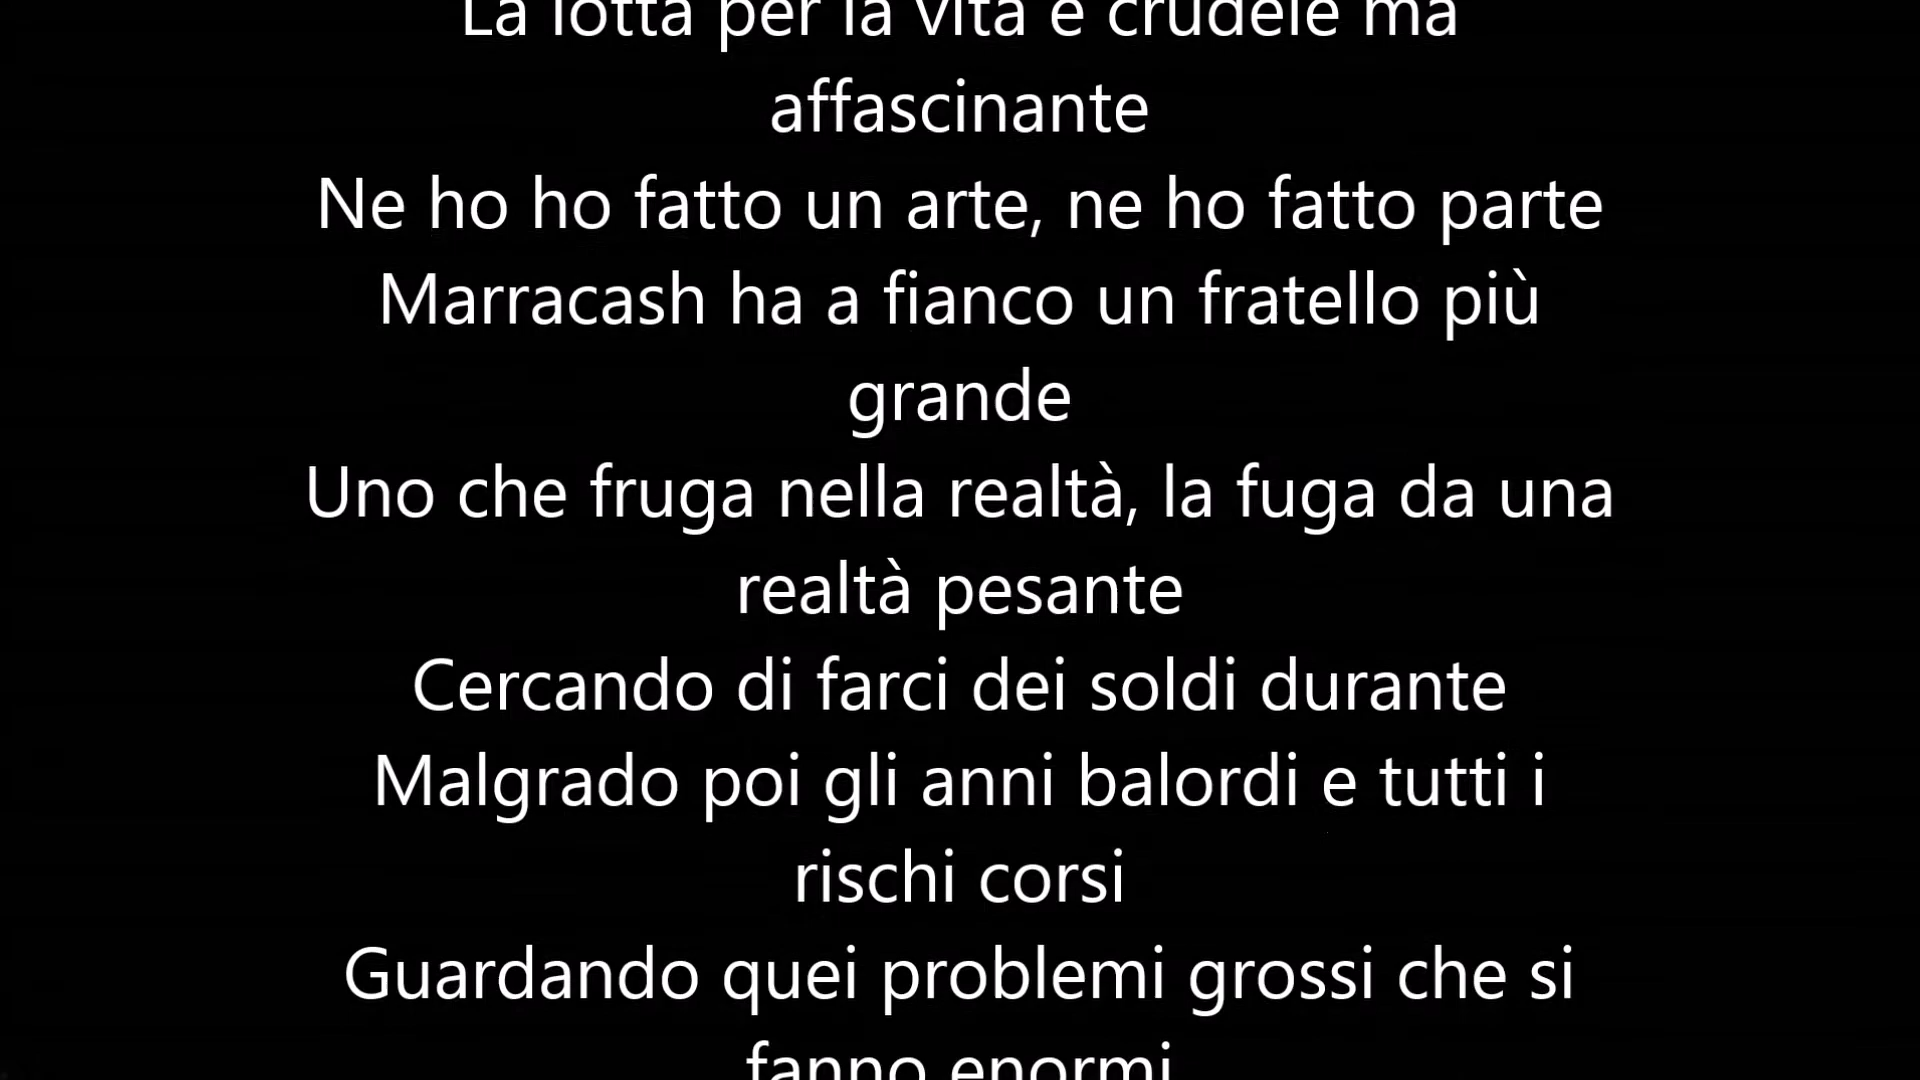 La lotta per la vita è crudele ma
affascinante
Ne ho ho fatto un arte, ne ho fatto parte
Marracash ha a fianco un fratello più
grande
Uno che fruga nella realtà, la fuga da una
realtà pesante
Cercando di farci dei soldi durante
Malgrado poi gli anni balordi e tutti i
rischi corsi
Guardando quei problemi grossi che si
fanno enormi